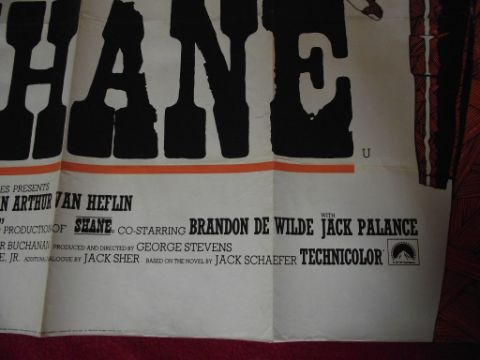 HANE
U
ES PRESENTS
N ARTHUR VAN HEFLIN
PRODUCTION OF SHANE CO-STARRING BRANDON DE WILDE WITH JACK PALANCE
R BUCHANAN PRODUCED AND DIRECTED BY GEORGE STEVENS
E, JR. ADDITIONAL DIALOGUE BY JACK SHER BASED ON THE NOVEL BY JACK SCHAEFER TECHNICOLOR